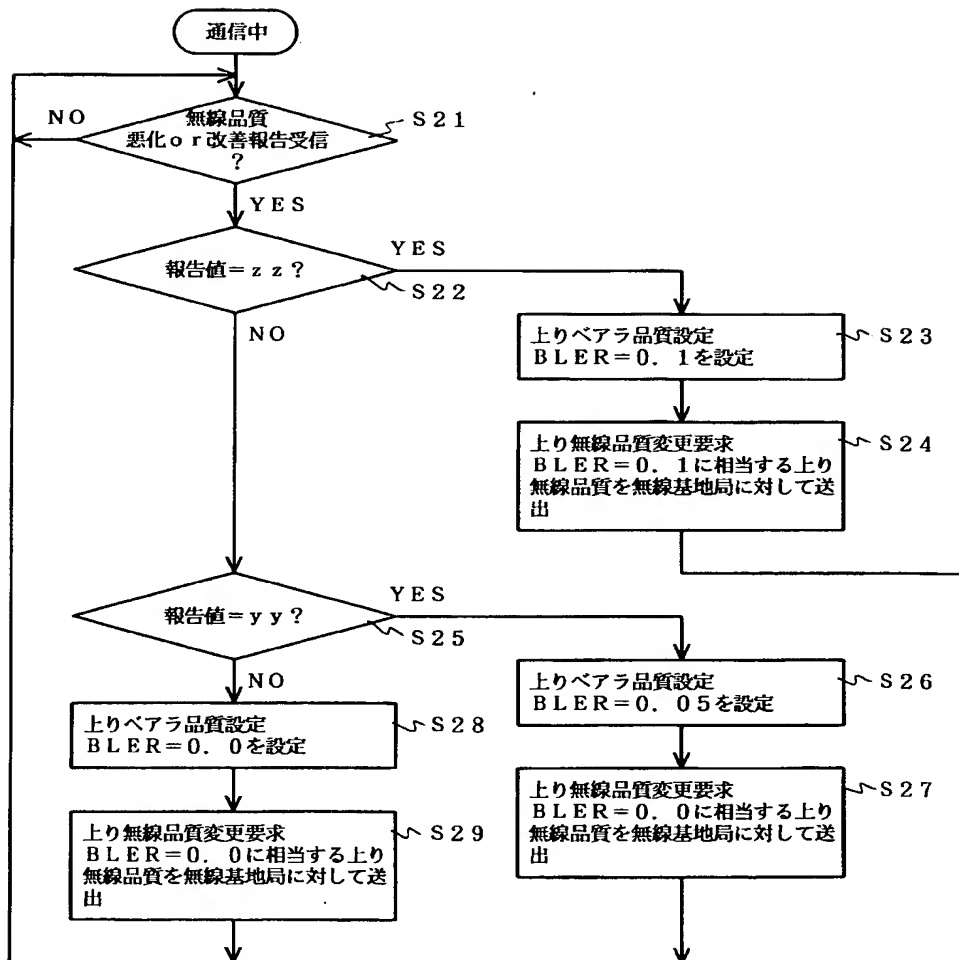 通信中
無線品質
悪化ｏｒ改善報告受信
？
ＮＯ
Ｓ２１
ＹＥＳ
報告値＝ｚｚ？
ＹＥＳ
Ｓ２２
ＮＯ
上りベアラ品質設定
ＢＬＥＲ＝０．１を設定
Ｓ２３
上り無線品質変更要求
ＢＬＥＲ＝０．１に相当する上り
無線品質を無線基地局に対して送
出
Ｓ２４
報告値＝ｙｙ？
ＹＥＳ
Ｓ２５
ＮＯ
上りベアラ品質設定
ＢＬＥＲ＝０．０５を設定
Ｓ２６
上りベアラ品質設定
ＢＬＥＲ＝０．０を設定
Ｓ２８
上り無線品質変更要求
ＢＬＥＲ＝０．０に相当する上り
無線品質を無線基地局に対して送
出
Ｓ２７
上り無線品質変更要求
ＢＬＥＲ＝０．０に相当する上り
無線品質を無線基地局に対して送
出
Ｓ２９